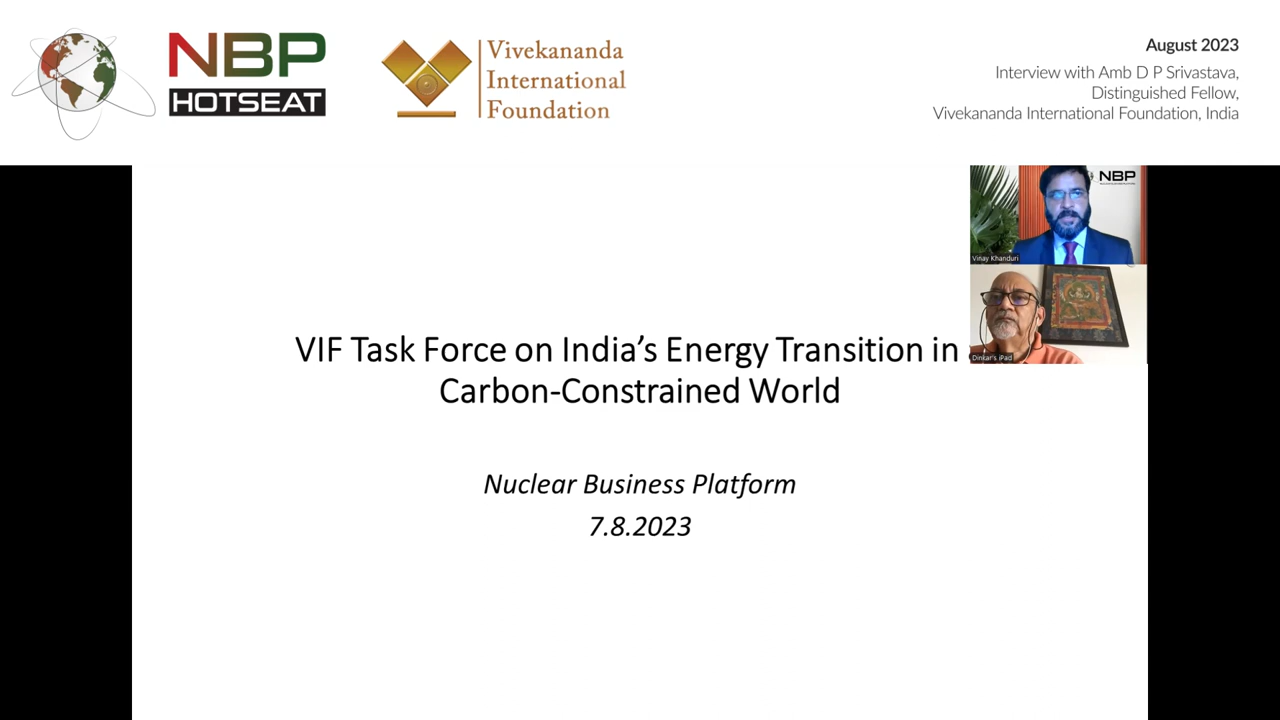 NBP
HOTSEAT
Vivekananda
International
Foundation
August 2023
Interview with Amb D P Srivastava,
Distinguished Fellow,
Vivekananda International Foundation, India
NBP
Vinay Khanduri
Dinkar's iPad
VIF Task Force on India’s Energy Transition in
Carbon-Constrained World
Nuclear Business Platform
7.8.2023